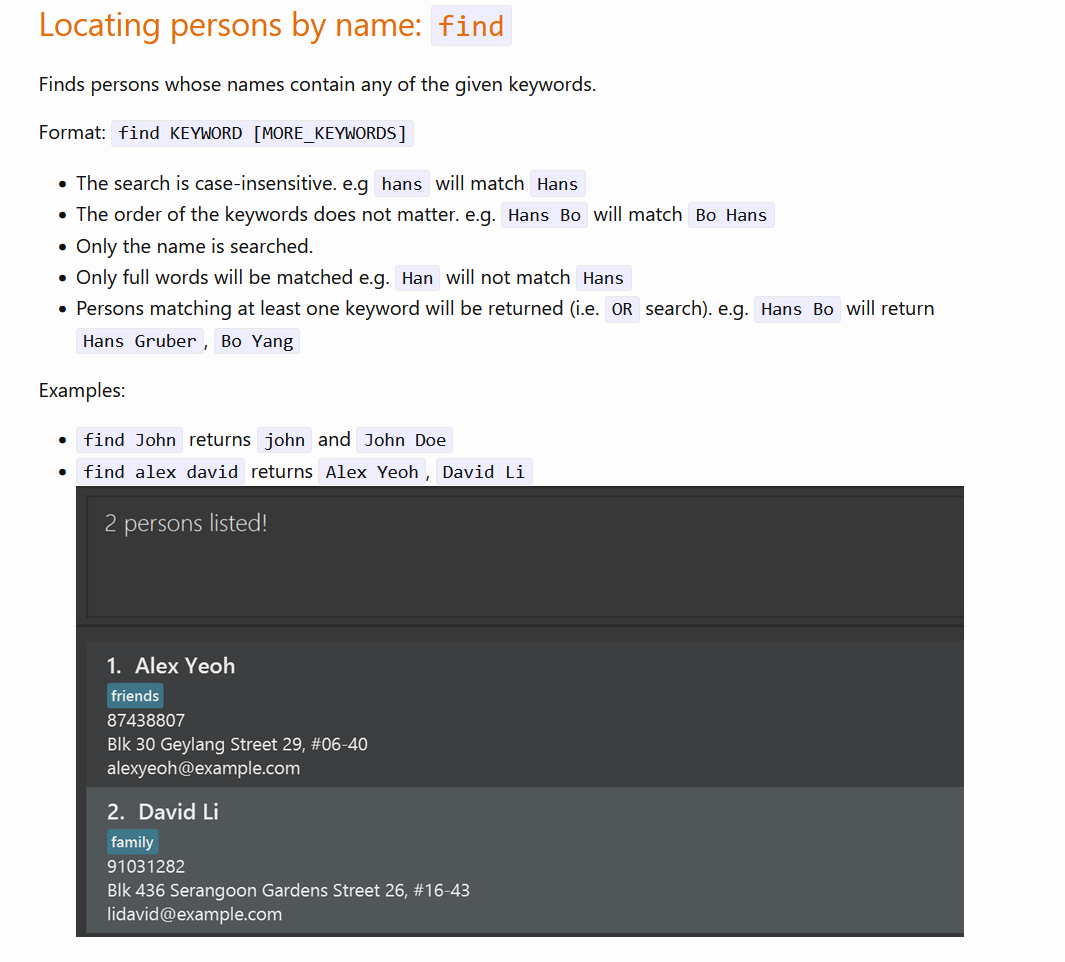 Locating persons by name: find
Finds persons whose names contain any of the given keywords.
Format: find KEYWORD [MORE_KEYWORDS]
• The search is case-insensitive. e.g hans will match Hans
• The order of the keywords does not matter. e.g. Hans Bo will match Bo Hans
• Only the name is searched.
• Only full words will be matched e.g. Han will not match Hans
• Persons matching at least one keyword will be returned (i.e. OR search). e.g. Hans Bo will return
Hans Gruber, Bo Yang
Examples:
• find John returns john and John Doe
• find alex david returns Alex Yeoh, David Li
2 persons listed!
1. Alex Yeoh
friends
87438807
Blk 30 Geylang Street 29, #06-40
alexyeoh@example.com
2. David Li
family
91031282
Blk 436 Serangoon Gardens Street 26, #16-43
lidavid@example.com